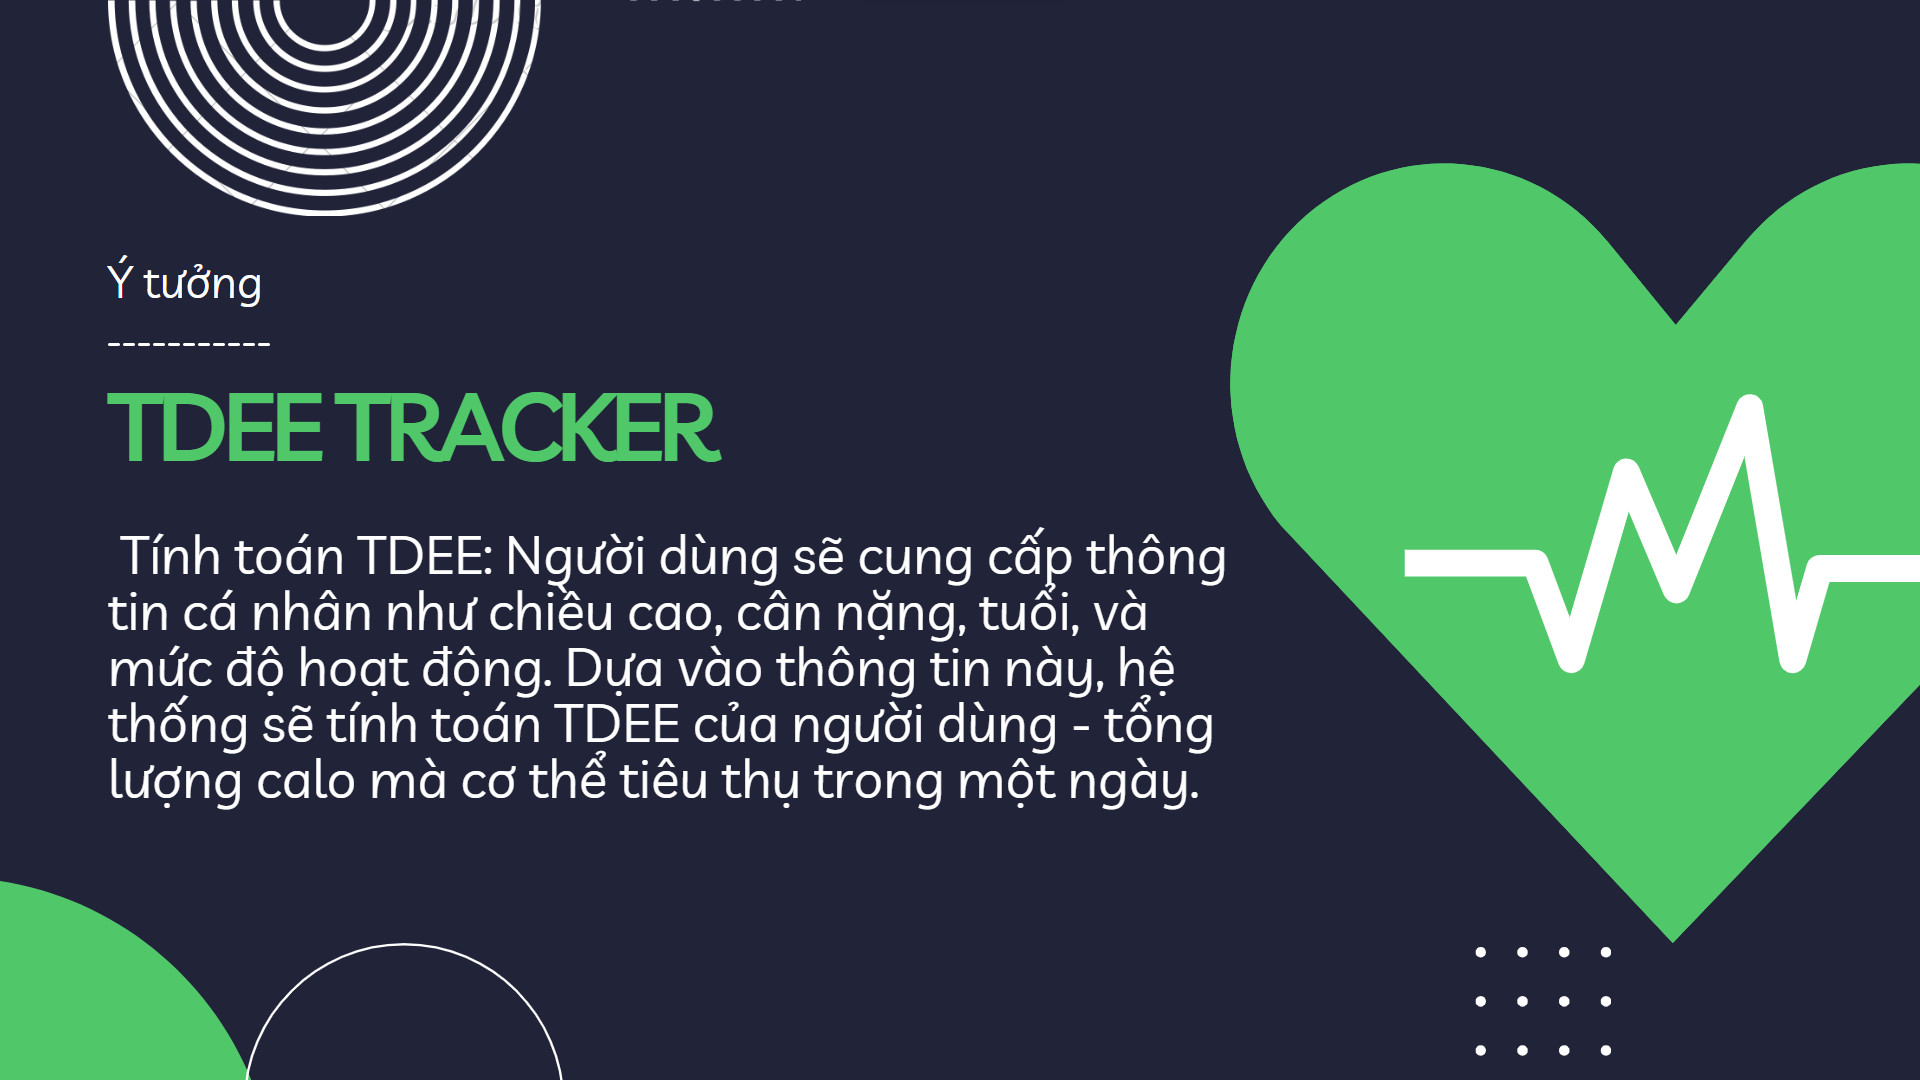 Ý tưởng
-----------
TDEE TRACKER
Tính toán TDEE: Người dùng sẽ cung cấp thông
tin cá nhân như chiều cao, cân nặng, tuổi, và
mức độ hoạt động. Dựa vào thông tin này, hệ
thống sẽ tính toán TDEE của người dùng - tổng
lượng calo mà cơ thể tiêu thụ trong một ngày.